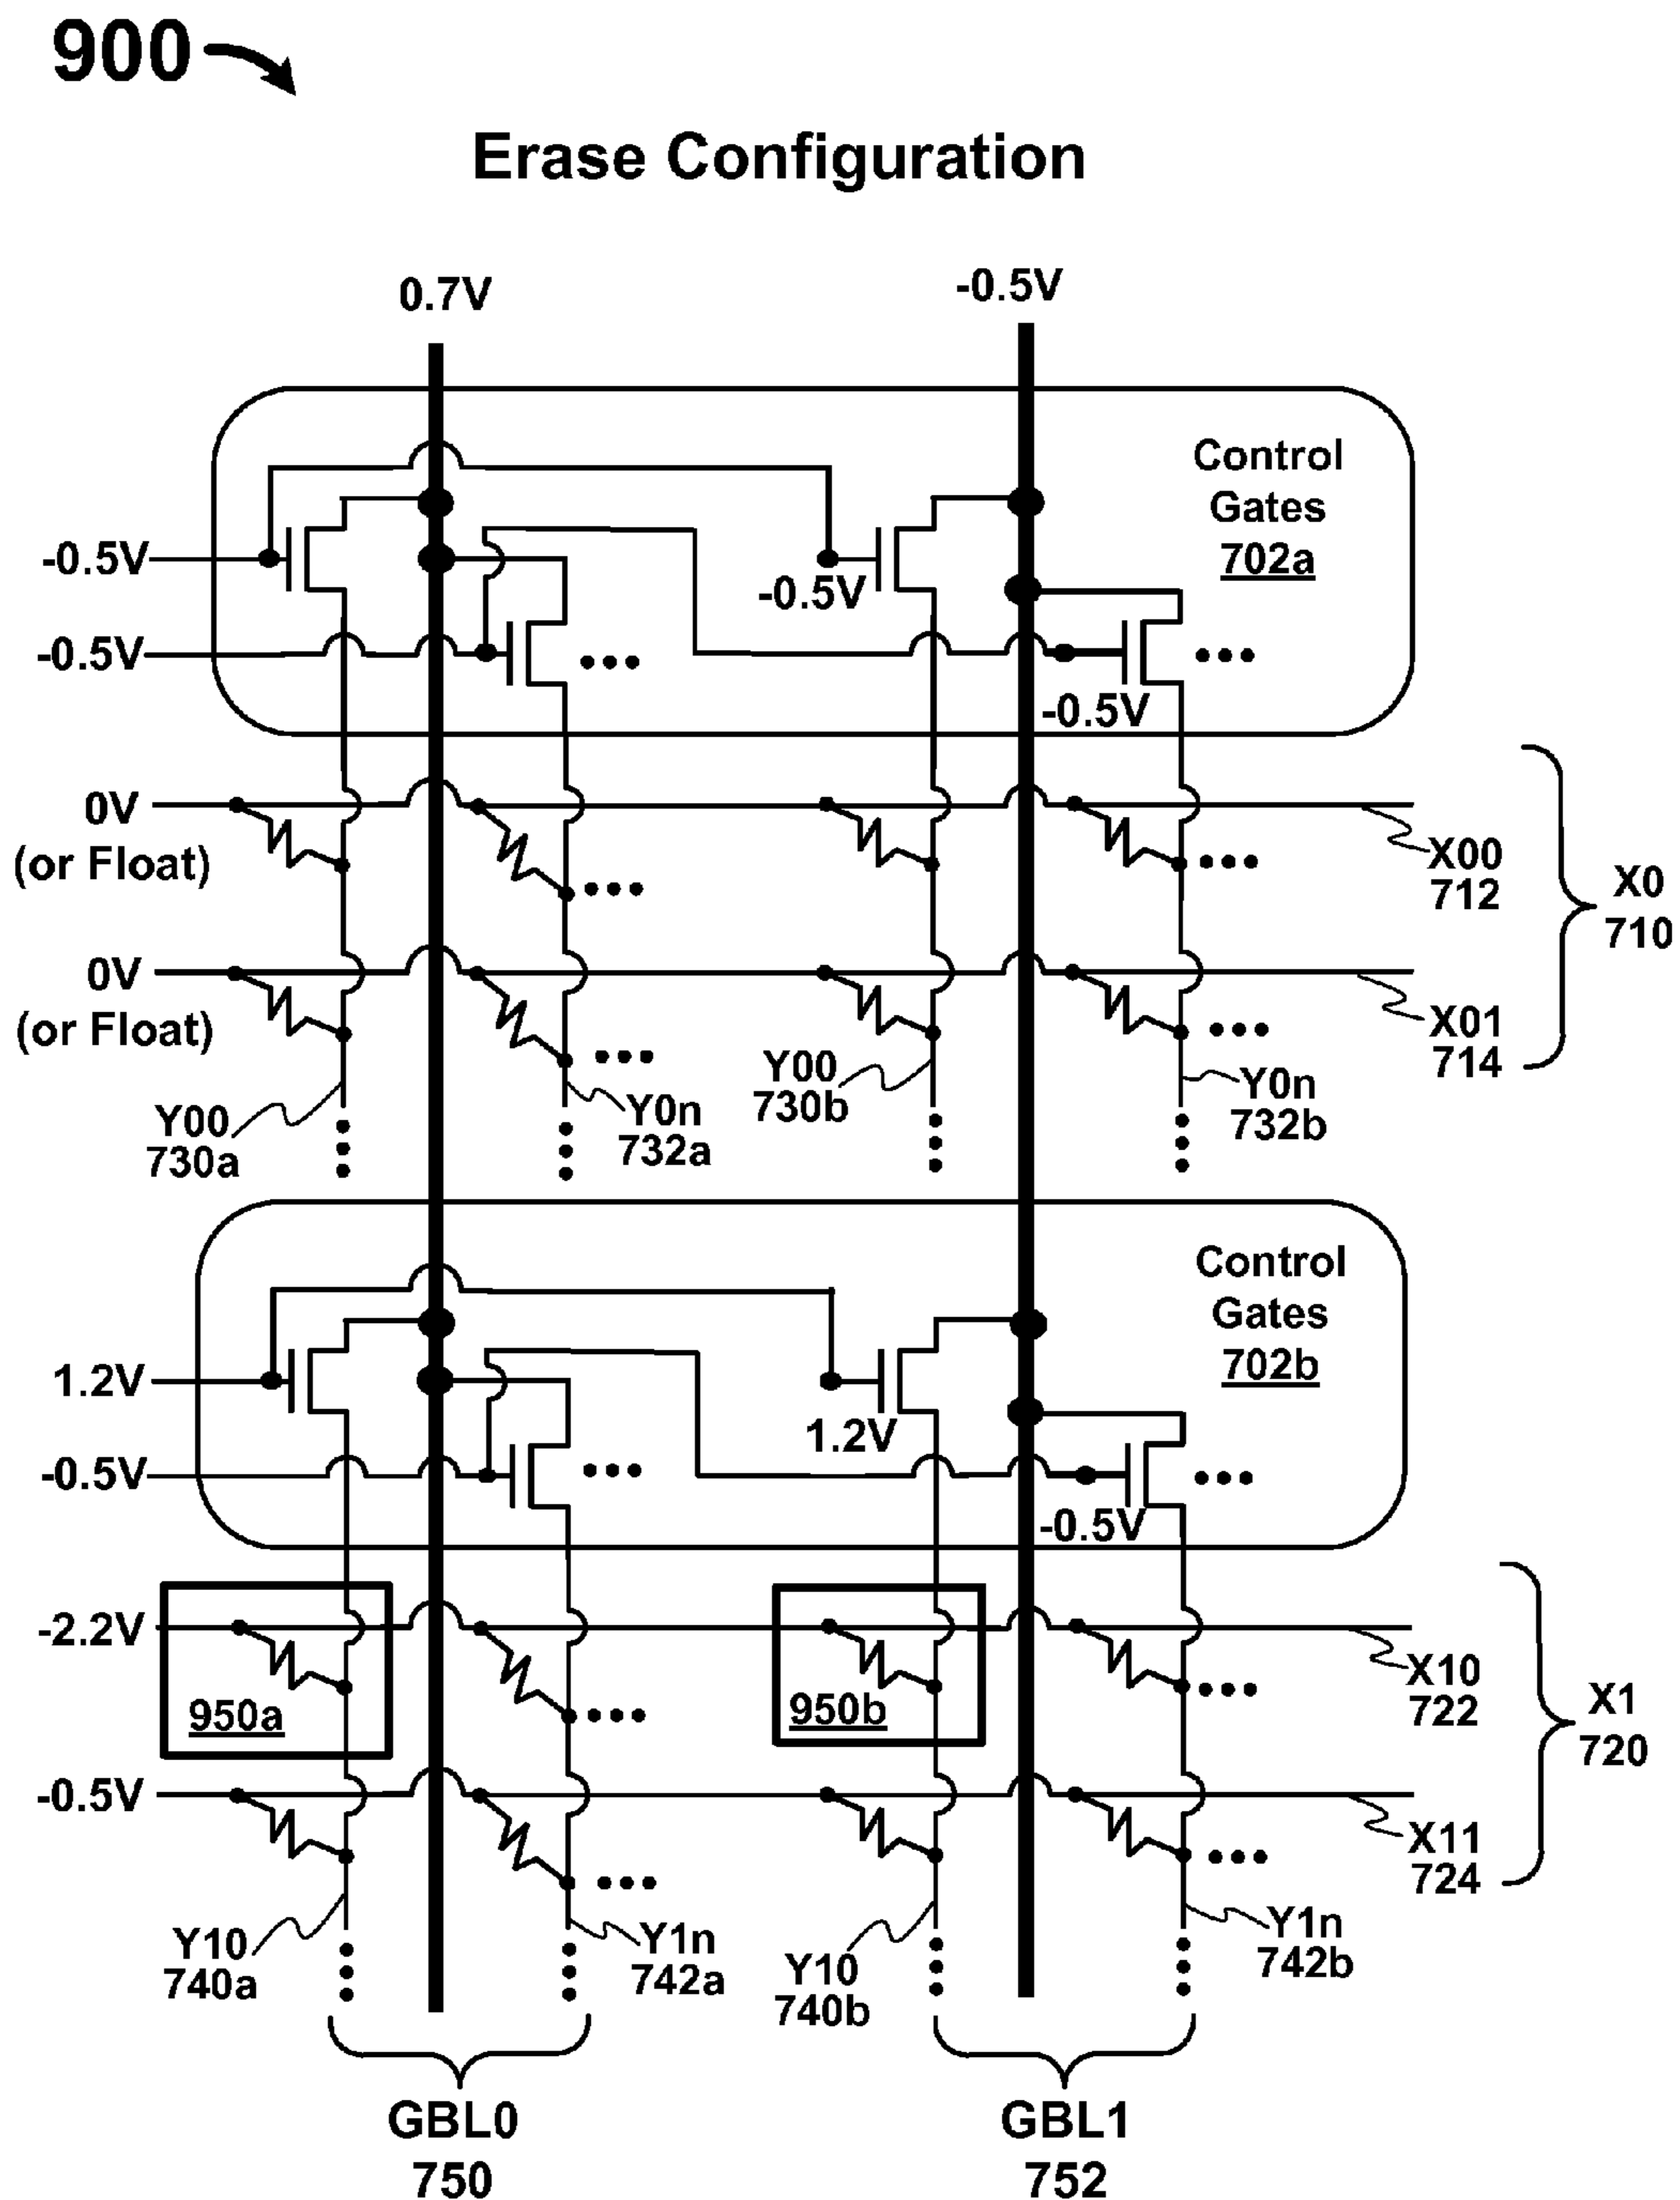 900
Erase Configuration
0.7V
-0.5V
Control
Gates
702a
-0.5V
-0.5V
-0.5V
-0.5V
0V
(or Float)
X00
712
X0
710
0V
(or Float)
X01
714
Y00
730a
Y0n
732a
Y00
730b
Y0n
732b
Control
Gates
702b
1.2V
1.2V
-0.5V
-0.5V
-2.2V
950a
950b
X10
722
X1
720
-0.5V
X11
724
Y10
740a
Y1n
742a
Y10
740b
Y1n
742b
GBL0
750
GBL1
752